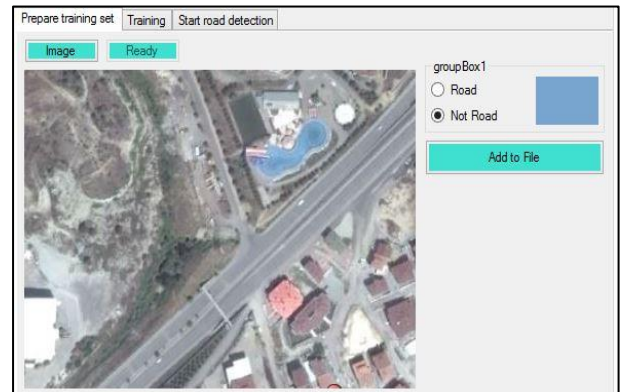 Prepare training set Training Start road detection
Image Ready
groupBox1
Road
Not Road
Add to File